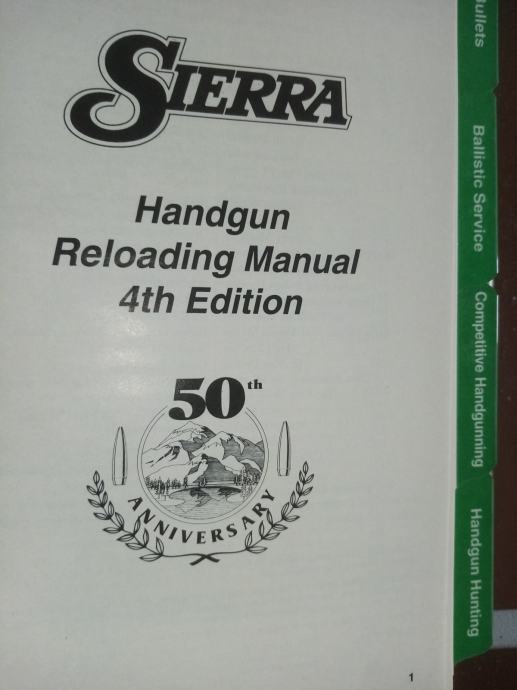 SIERRA
Handgun
Reloading Manual
4th Edition
50th
ANNIVERSARY
1
Bullets
Ballistic Service
Competitive Handgunning
Handgun Hunting